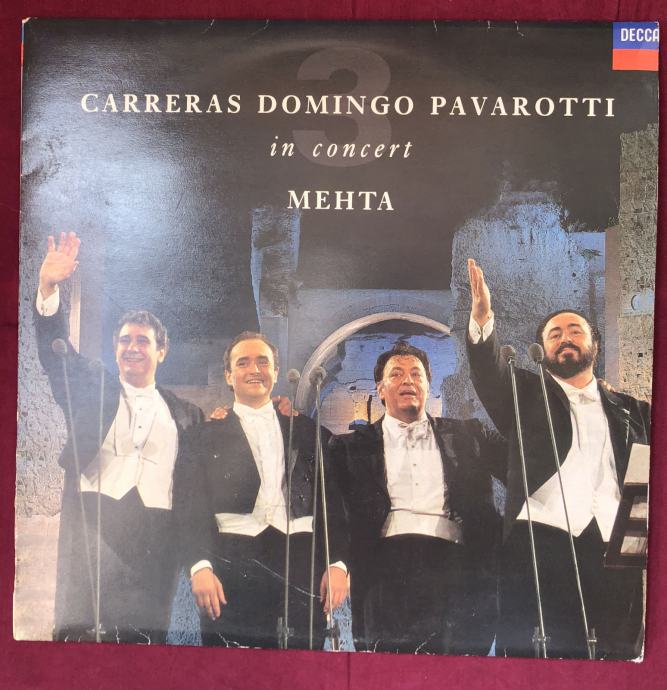 DECCA
3
CARRERAS DOMINGO PAVAROTTI
in concert
MEHTA